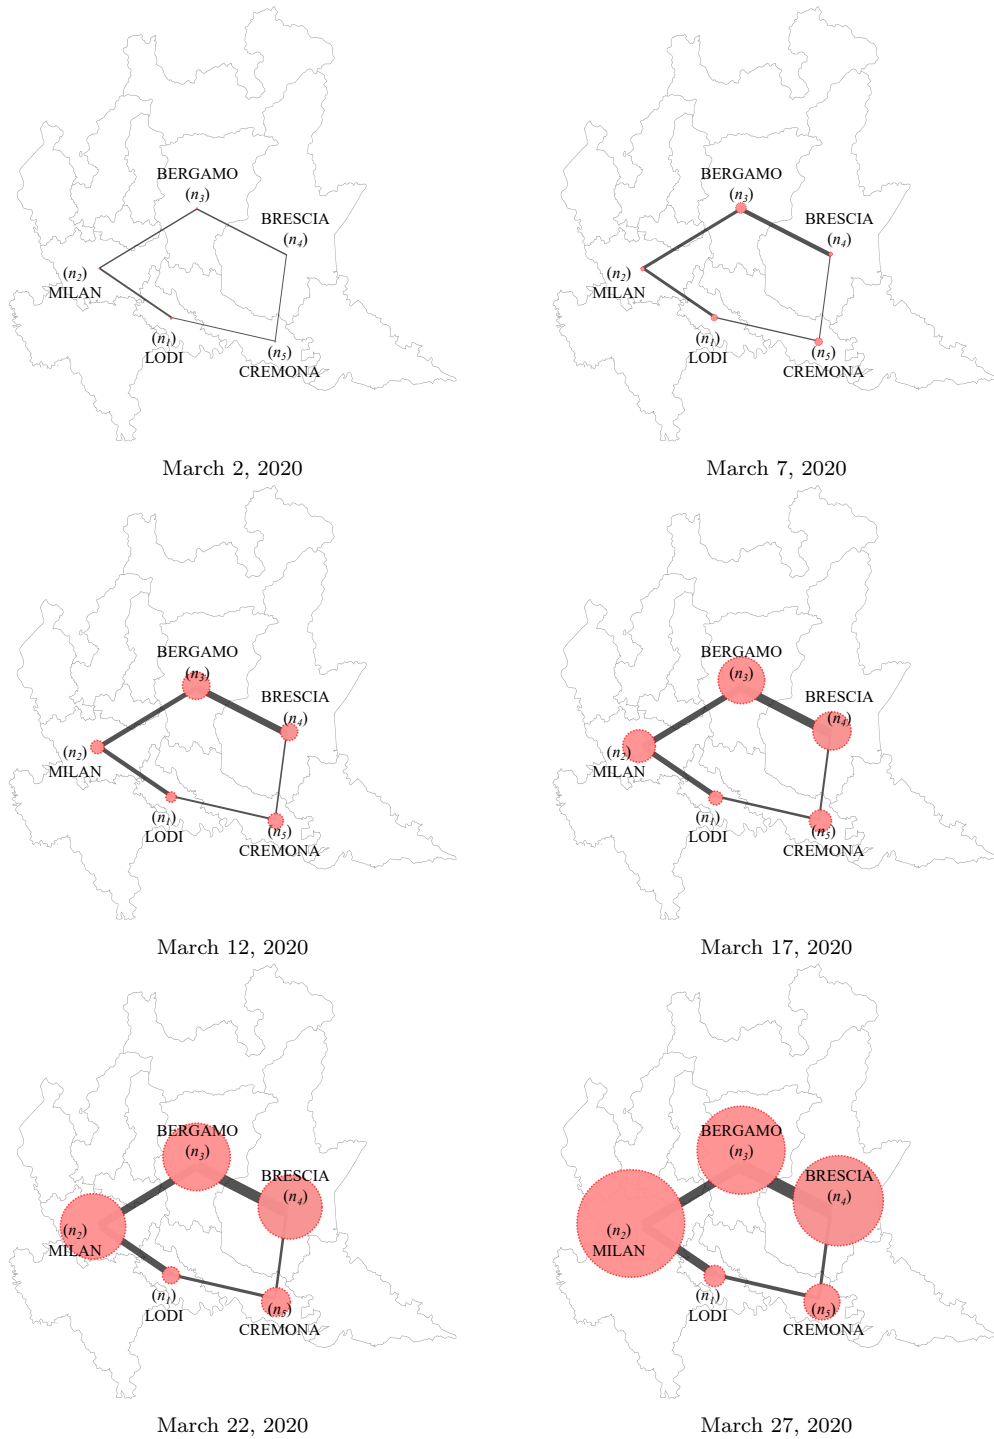 BERGAMO
(n3)
BRESCIA
(n4)
(n2)
MILAN
(n1)
LODI
(n5)
CREMONA
March 2, 2020
BERGAMO
(n3)
BRESCIA
(n4)
(n2)
MILAN
(n1)
LODI
(n5)
CREMONA
March 7, 2020
BERGAMO
(n3)
BRESCIA
(n4)
(n2)
MILAN
(n1)
LODI
(n5)
CREMONA
March 12, 2020
BERGAMO
(n3)
BRESCIA
(n4)
(n2)
MILAN
(n1)
LODI
(n5)
CREMONA
March 17, 2020
BERGAMO
(n3)
BRESCIA
(n4)
(n2)
MILAN
(n1)
LODI
(n5)
CREMONA
March 22, 2020
BERGAMO
(n3)
BRESCIA
(n4)
(n2)
MILAN
(n1)
LODI
(n5)
CREMONA
March 27, 2020